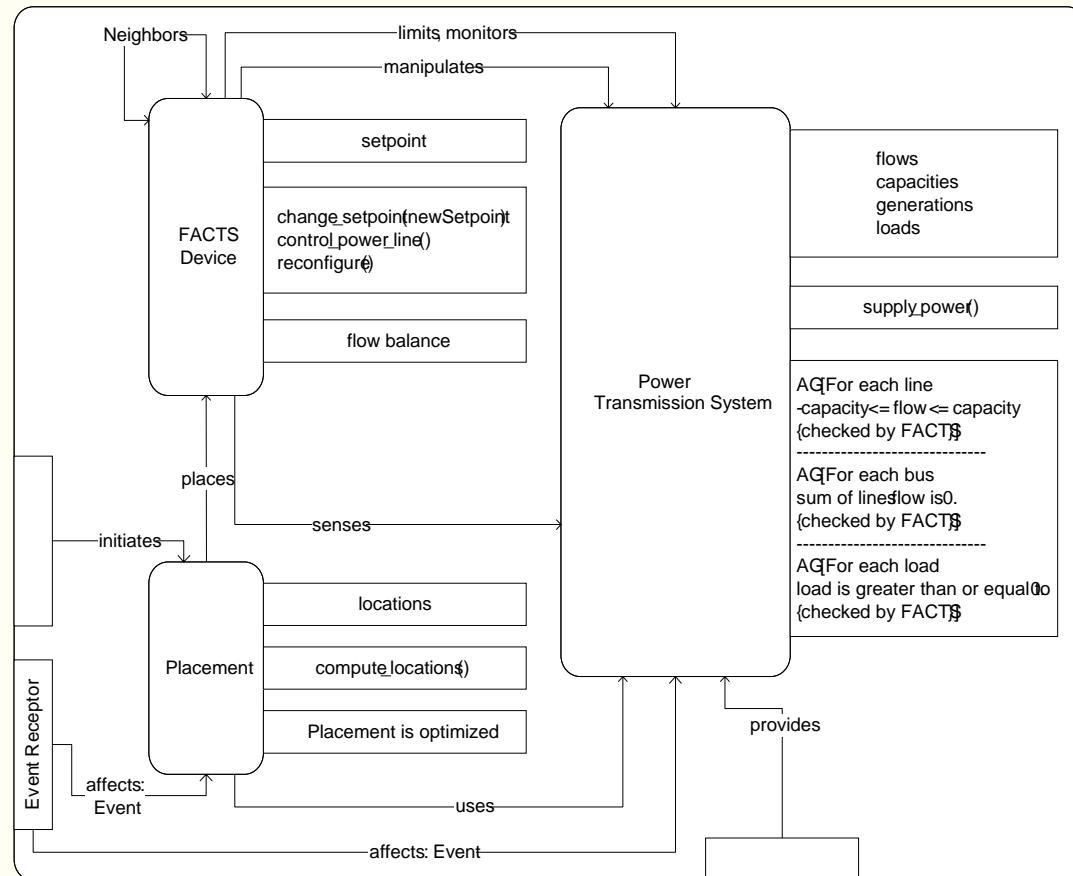 Neighbors
limits, monitors
manipulates
FACTS
Device
setpoint
change_setpoint(newSetpoint)
control_power_line()
reconfigure()
flow balance
Power
Transmission System
flows
capacities
generations
loads
supply_power()
AG[For each line
-capacity<= flow <= capacity
{checked by FACTS}]
------------------------------
AG[For each bus
sum of lines flow is 0.
{checked by FACTS}]
------------------------------
AG[For each load
load is greater than or equal to 0.
{checked by FACTS}]
places
senses
initiates
Placement
locations
compute_locations()
Placement is optimized
Event Receptor
affects:
Event
uses
provides
affects: Event